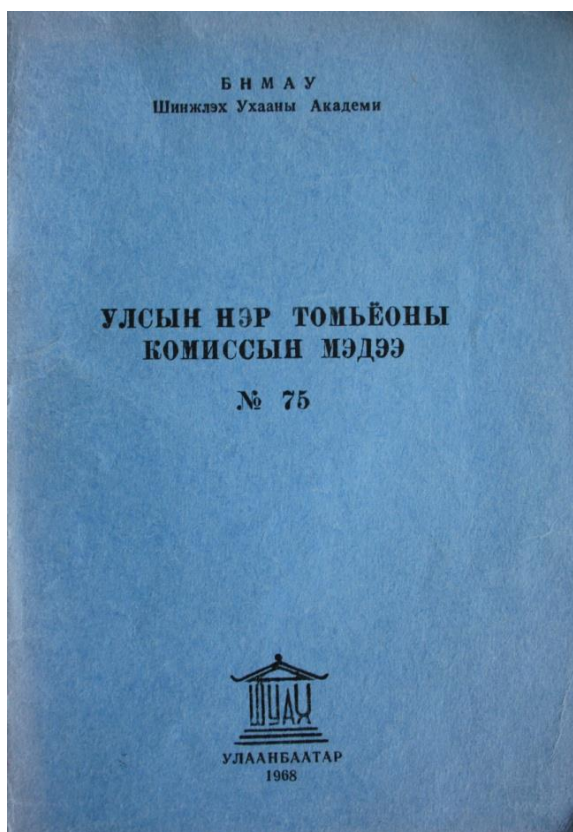 БНМАУ
Шинжлэх Ухааны Академи
УЛСЫН НЭР ТОМЬЁОНЫ
КОМИССЫН МЭДЭЭ
№ 75
ШУАХ
УЛААНБААТАР
1968